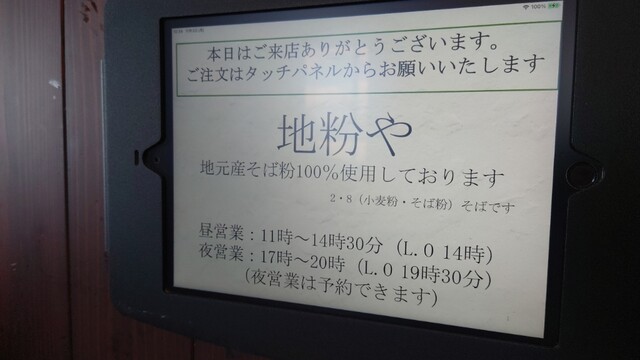 本日はご来店ありがとうございます。
ご注文はタッチパネルからお願いいたします
地粉や
地元産そば粉100％使用しております
2・8（小麦粉・そば粉）そばです
昼営業：11時～14時30分（L.O 14時）
夜営業：17時～20時（L.O 19時30分）
（夜営業は予約できます）
100%